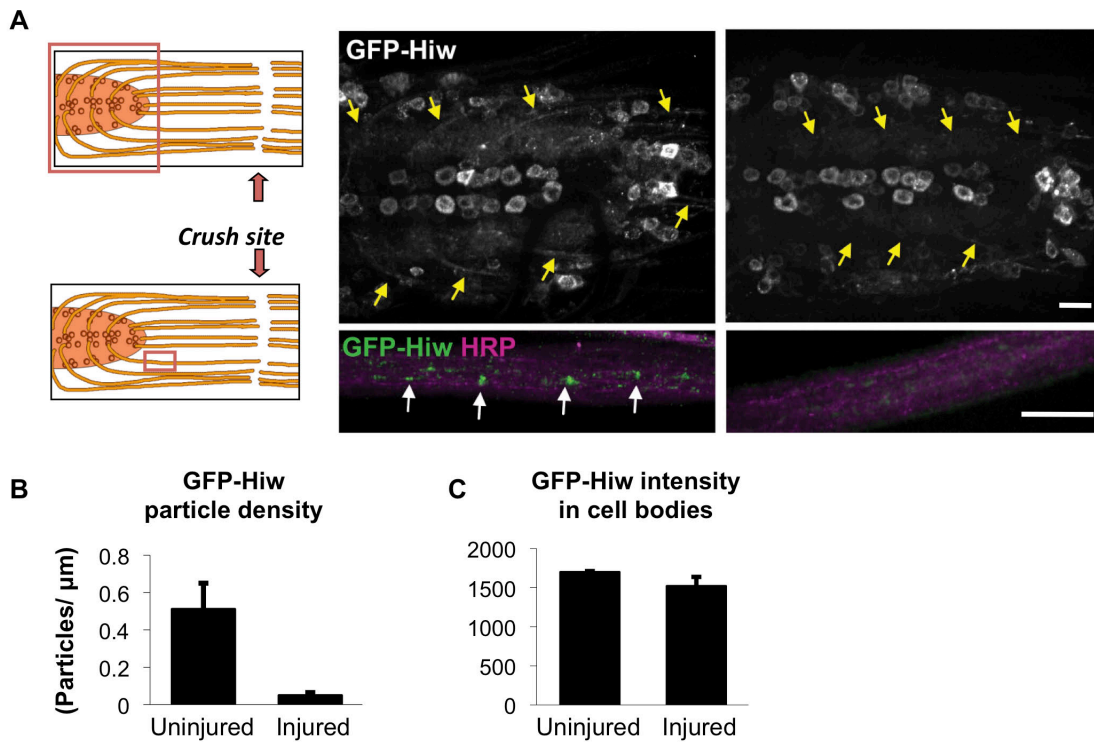 A
GFP-Hiw
Crush site
GFP-Hiw HRP
B
GFP-Hiw
particle density
(Particles/ μm)
0.8
0.6
0.4
0.2
0
Uninjured Injured
C
GFP-Hiw intensity
in cell bodies
2000
1500
1000
500
0
Uninjured Injured